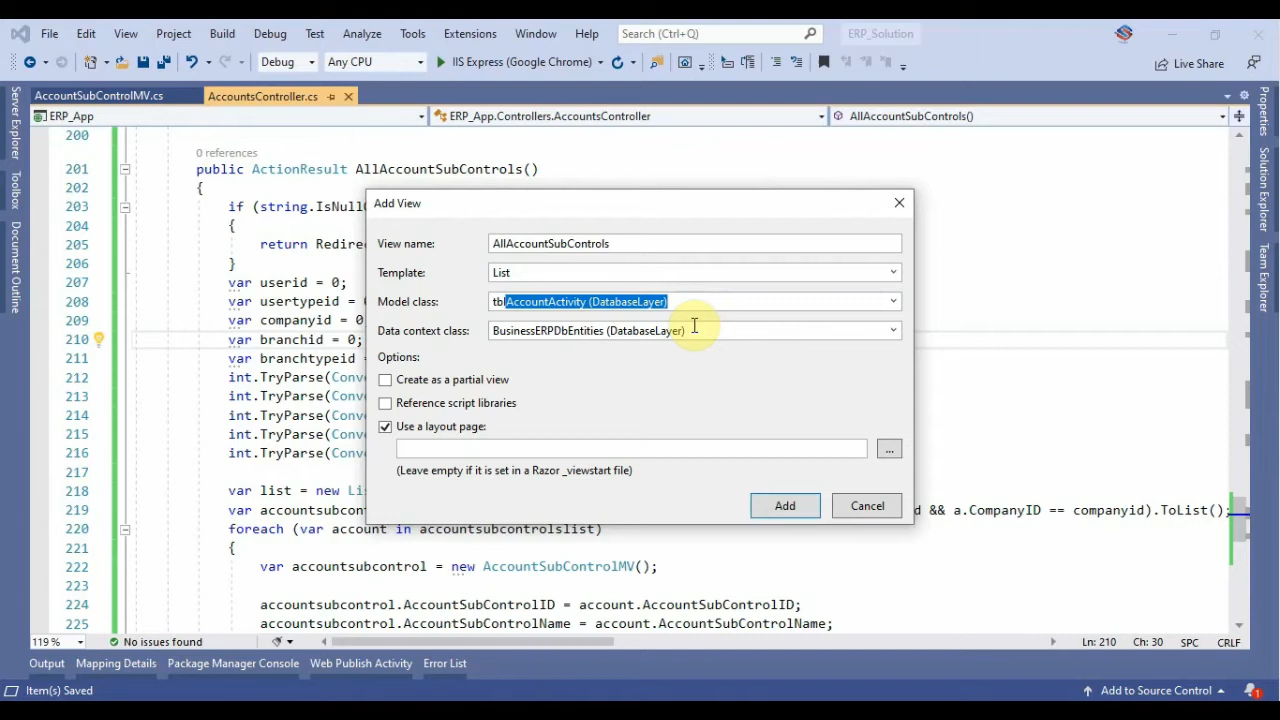 File Edit View Project Build Debug Test Analyze Tools Extensions Window Help Search (Ctrl+Q) ERP_Solution
Debug Any CPU IIS Express (Google Chrome) Live Share
AccountSubControlMV.cs AccountsController.cs
ERP_App ERP_App.Controllers.AccountsController AllAccountSubControls()
Server Explorer
Toolbox
Document Outline
Properties
Solution Explorer
Team Explorer
200
0 references
201 public ActionResult AllAccountSubControls()
202 {
203 if (string.IsNullO
204 {
205 return Redire
206 }
207 var userid = 0;
208 var usertypeid = 0
209 var companyid = 0
210 var branchid = 0;
211 var branchtypeid =
212 int.TryParse(Conv
213 int.TryParse(Conv
214 int.TryParse(Conv
215 int.TryParse(Conv
216 int.TryParse(Conv
217
218 var list = new Li
219 var accountsubcont d && a.CompanyID == companyid).ToList();
220 foreach (var account in accountsubcontrolslist)
221 {
222 var accountsubcontrol = new AccountSubControlMV();
223
224 accountsubcontrol.AccountSubControlID = account.AccountSubControlID;
225 accountsubcontrol.AccountSubControlName = account.AccountSubControlName;
Add View
View name: AllAccountSubControls
Template: List
Model class: tblAccountActivity (DatabaseLayer)
Data context class: BusinessERPDbEntities (DatabaseLayer)
Options:
Create as a partial view
Reference script libraries
Use a layout page:
...
(Leave empty if it is set in a Razor _viewstart file)
Add Cancel
119 % No issues found Ln: 210 Ch: 30 SPC CRLF
Output Mapping Details Package Manager Console Web Publish Activity Error List
Item(s) Saved Add to Source Control 1